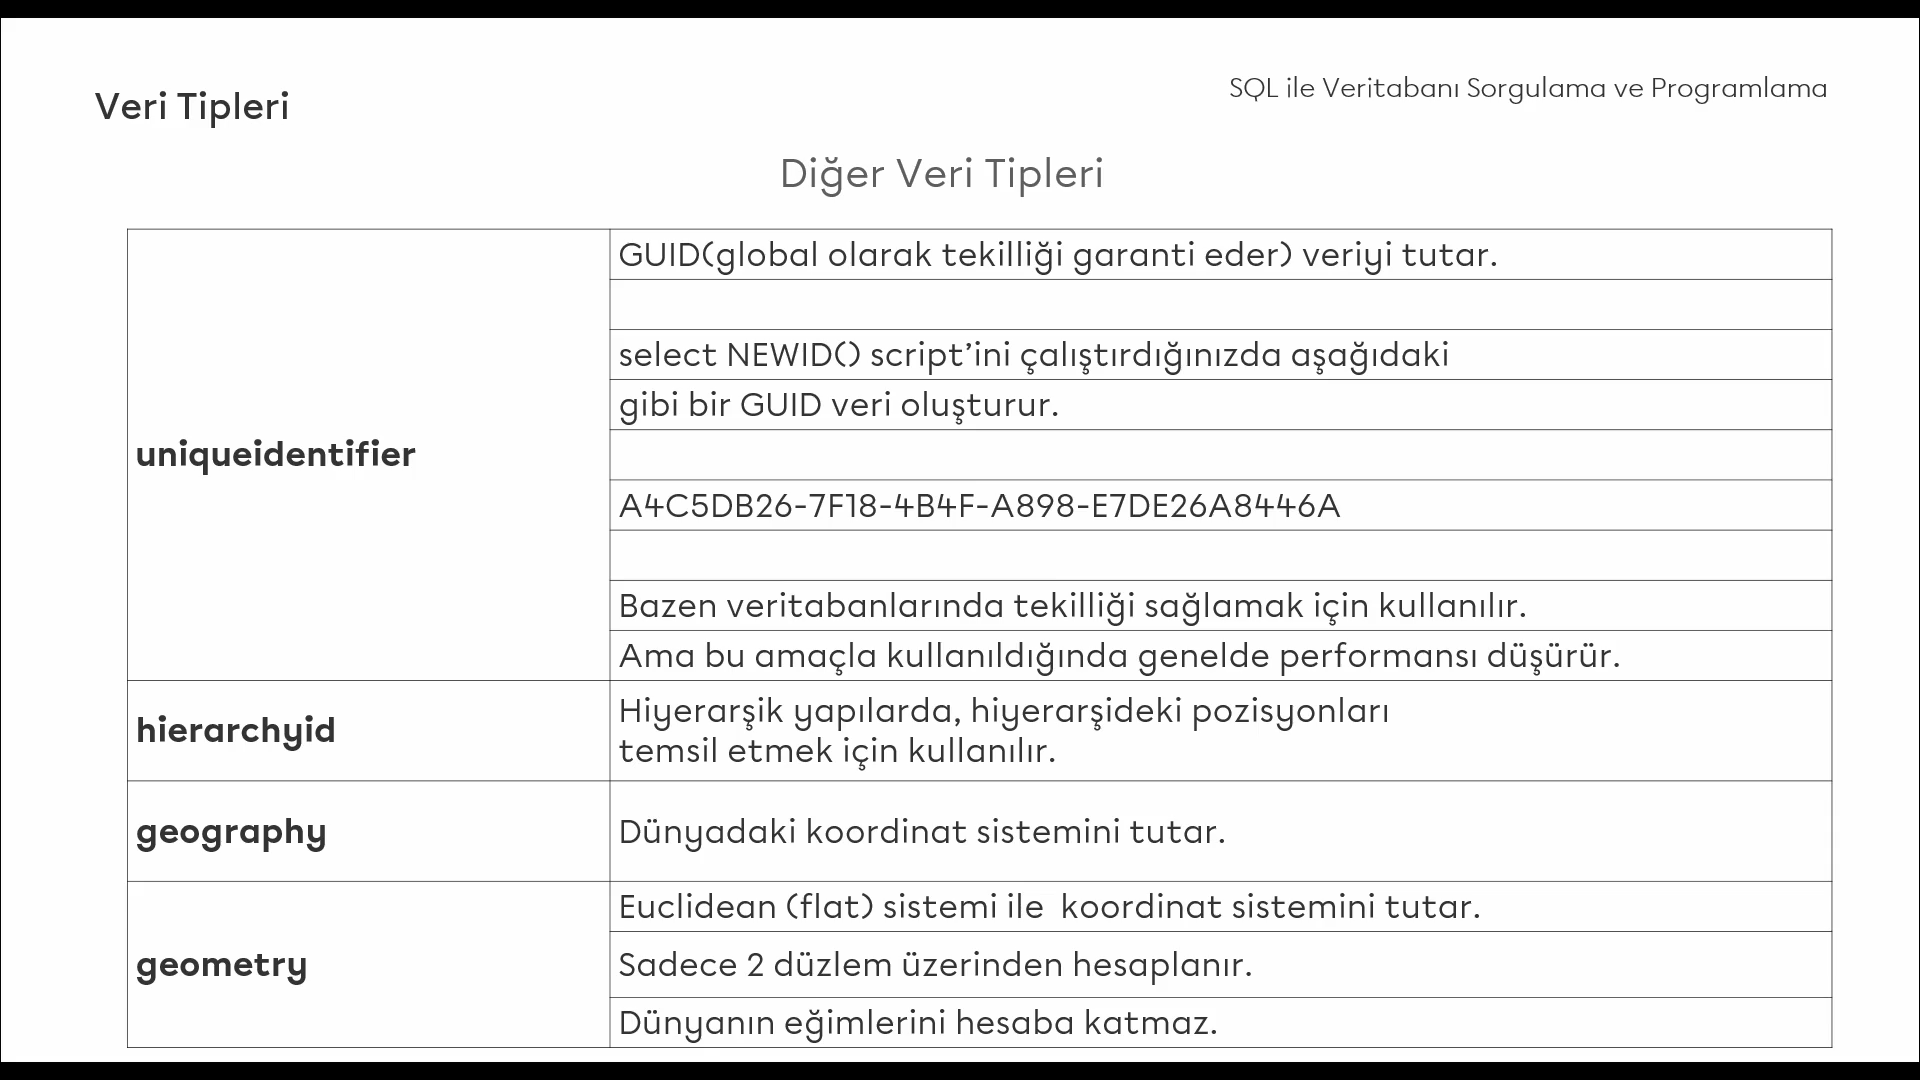 Veri Tipleri
SQL ile Veritabanı Sorgulama ve Programlama
Diğer Veri Tipleri
uniqueidentifier
GUID(global olarak tekilliği garanti eder) veriyi tutar.
select NEWID() script’ini çalıştırdığınızda aşağıdaki
gibi bir GUID veri oluşturur.
A4C5DB26-7F18-4B4F-A898-E7DE26A8446A
Bazen veritabanlarında tekilliği sağlamak için kullanılır.
Ama bu amaçla kullanıldığında genelde performansı düşürür.
hierarchyid
Hiyerarşik yapılarda, hiyerarşideki pozisyonları
temsil etmek için kullanılır.
geography
Dünyadaki koordinat sistemini tutar.
geometry
Euclidean (flat) sistemi ile  koordinat sistemini tutar.
Sadece 2 düzlem üzerinden hesaplanır.
Dünyanın eğimlerini hesaba katmaz.